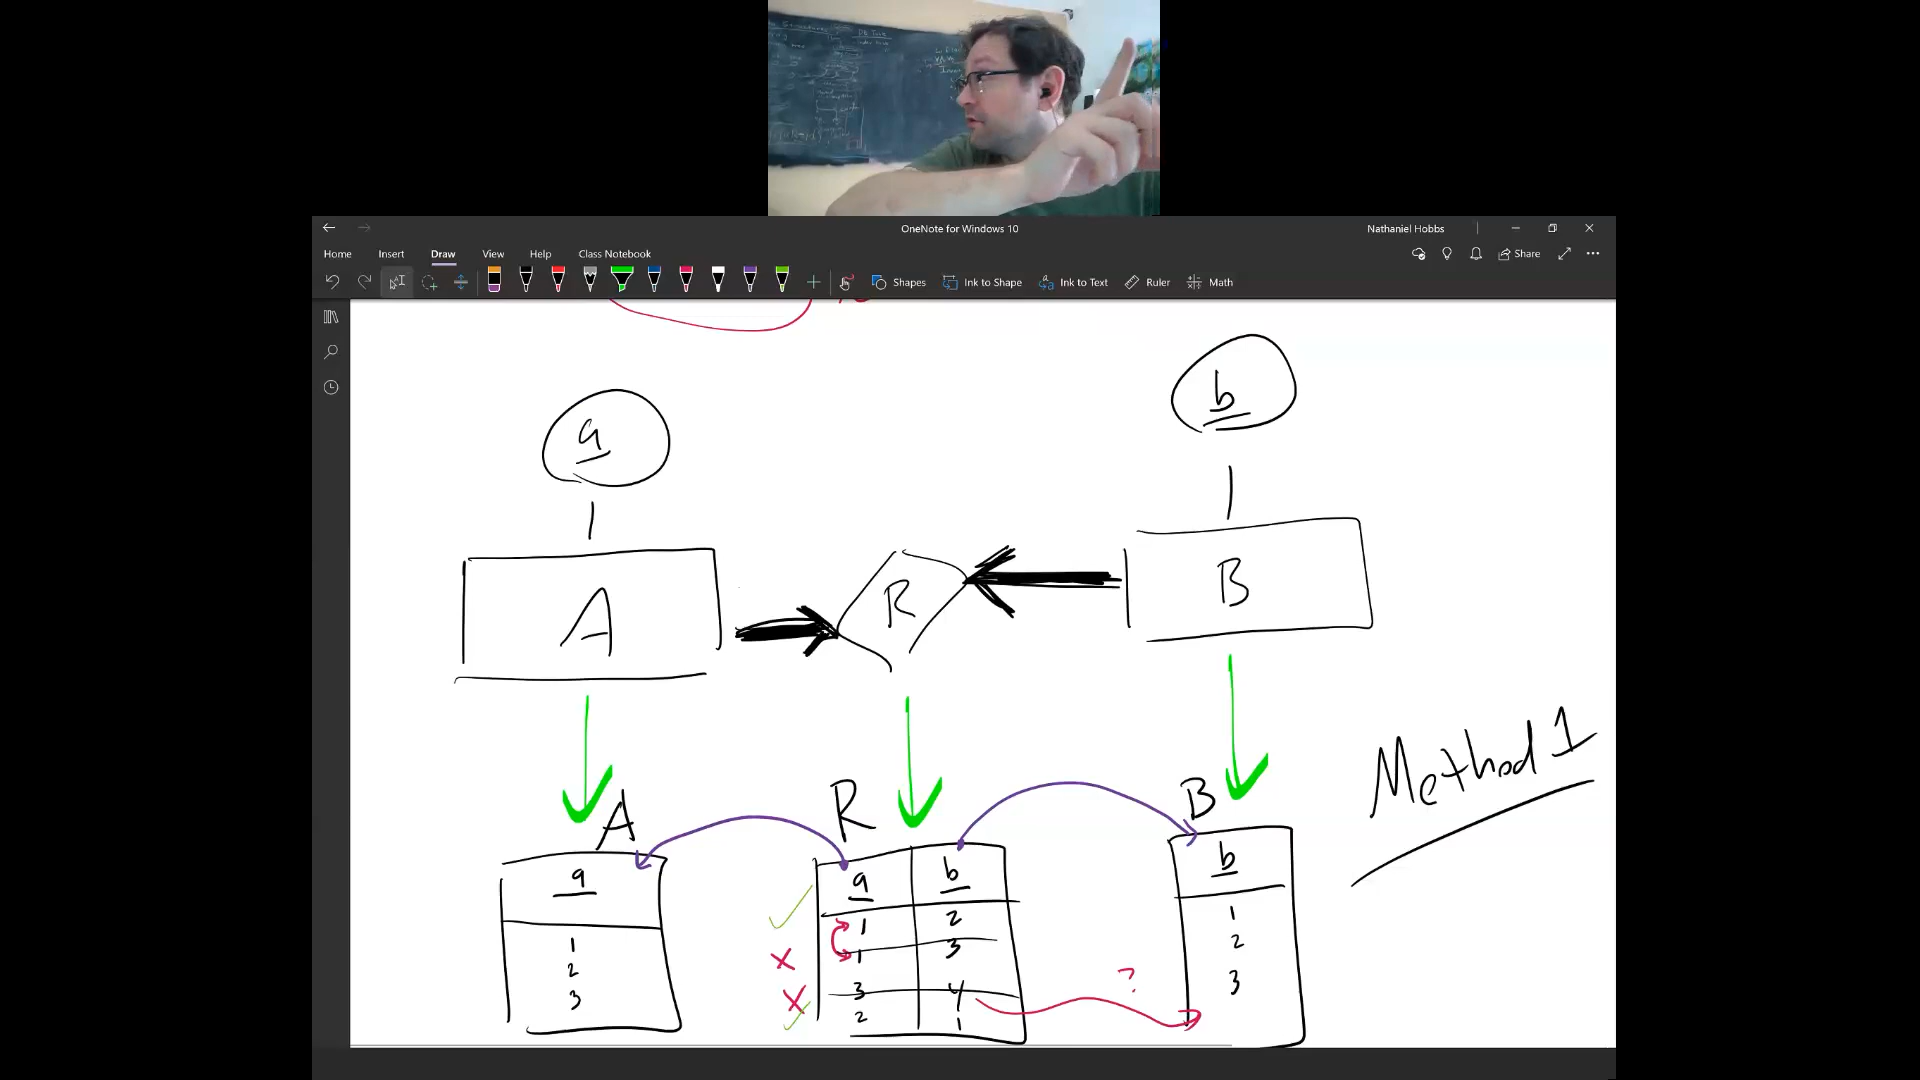 OneNote for Windows 10
Nathaniel Hobbs
Home Insert Draw View Help Class Notebook
Share
Shapes Ink to Shape Ink to Text Ruler Math
a
b
A
R
B
Method 1
A
R
B
a
a b
b
1
2
3
1 2
1 3
3 4
2 1
1
2
3
?